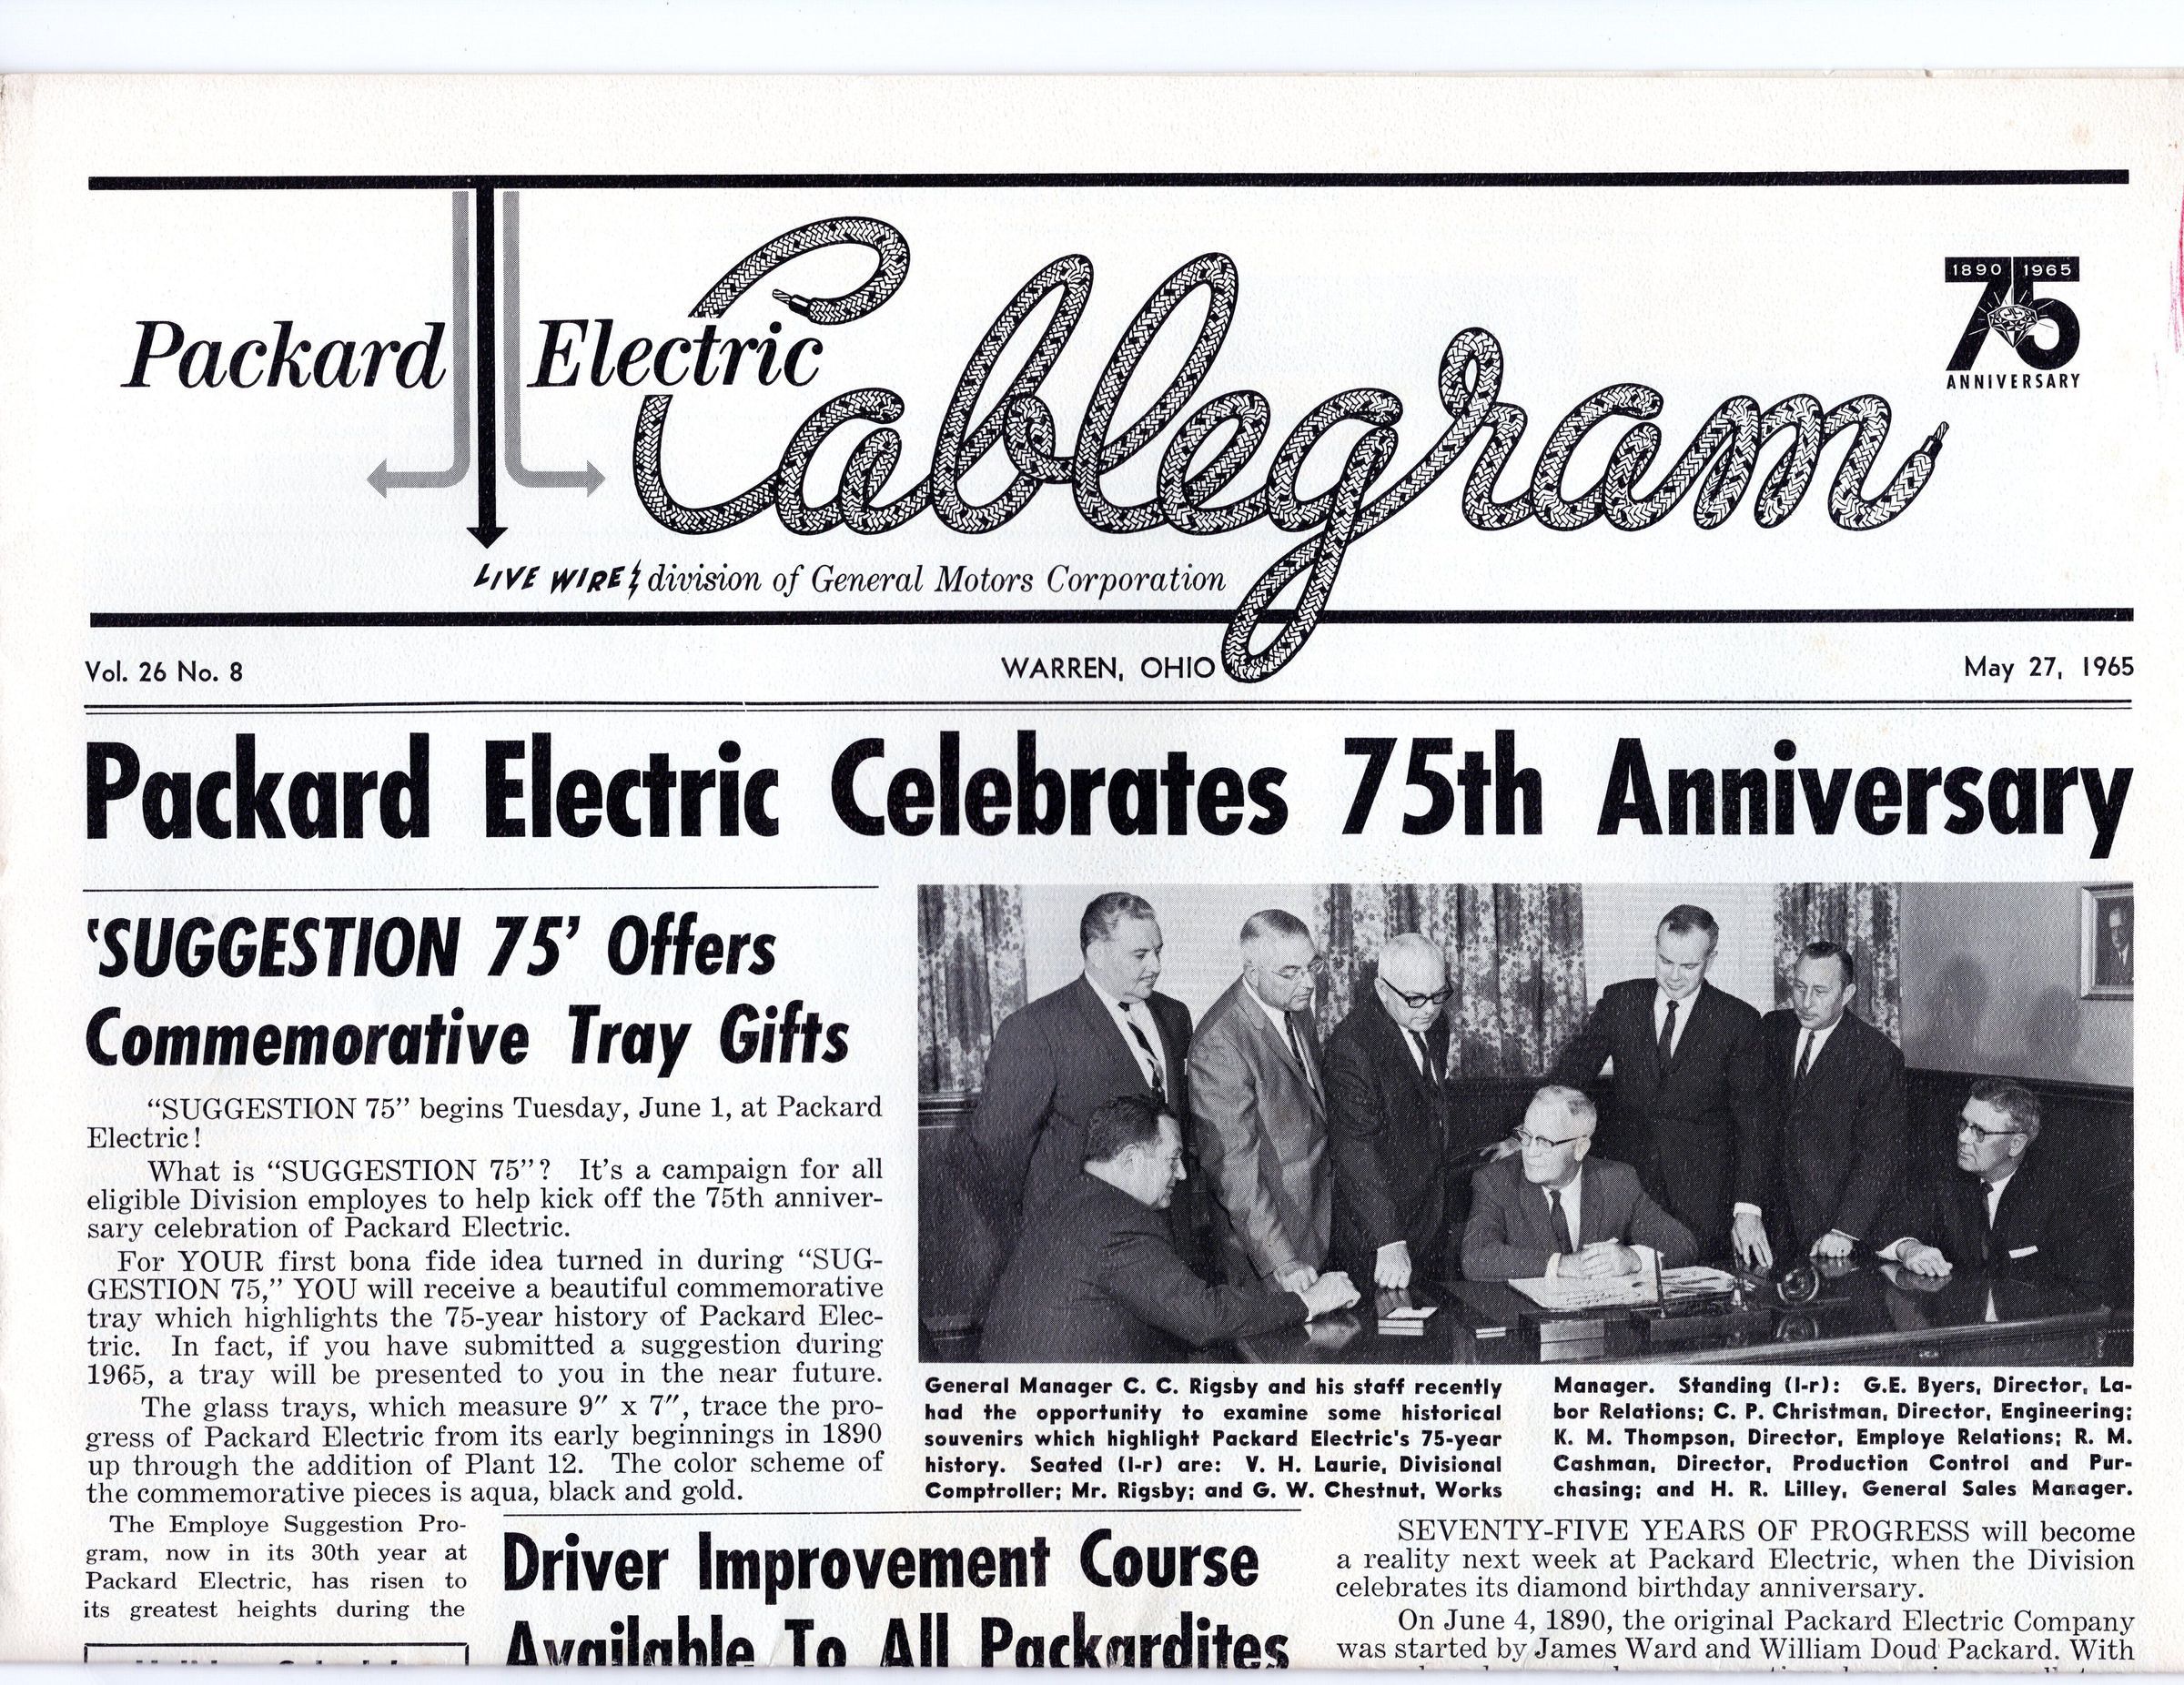 Packard Electric
Cablegram
1890 1965
75
ANNIVERSARY
LIVE WIRE division of General Motors Corporation
Vol. 26 No. 8
WARREN, OHIO
May 27, 1965
Packard Electric Celebrates 75th Anniversary
‘SUGGESTION 75’ Offers
Commemorative Tray Gifts
“SUGGESTION 75” begins Tuesday, June 1, at Packard
Electric!
What is “SUGGESTION 75”? It’s a campaign for all
eligible Division employes to help kick off the 75th anniver-
sary celebration of Packard Electric.
For YOUR first bona fide idea turned in during “SUG-
GESTION 75,” YOU will receive a beautiful commemorative
tray which highlights the 75-year history of Packard Elec-
tric. In fact, if you have submitted a suggestion during
1965, a tray will be presented to you in the near future.
The glass trays, which measure 9″ x 7″, trace the pro-
gress of Packard Electric from its early beginnings in 1890
up through the addition of Plant 12. The color scheme of
the commemorative pieces is aqua, black and gold.
The Employe Suggestion Pro-
gram, now in its 30th year at
Packard Electric, has risen to
its greatest heights during the
General Manager C. C. Rigsby and his staff recently
had the opportunity to examine some historical
souvenirs which highlight Packard Electric's 75-year
history. Seated (l-r) are: V. H. Laurie, Divisional
Comptroller; Mr. Rigsby; and G. W. Chestnut, Works
Manager. Standing (l-r): G.E. Byers, Director, La-
bor Relations; C. P. Christman, Director, Engineering;
K. M. Thompson, Director, Employe Relations; R. M.
Cashman, Director, Production Control and Pur-
chasing; and H. R. Lilley, General Sales Manager.
Driver Improvement Course
Available To All Packardites
SEVENTY-FIVE YEARS OF PROGRESS will become
a reality next week at Packard Electric, when the Division
celebrates its diamond birthday anniversary.
On June 4, 1890, the original Packard Electric Company
was started by James Ward and William Doud Packard. With